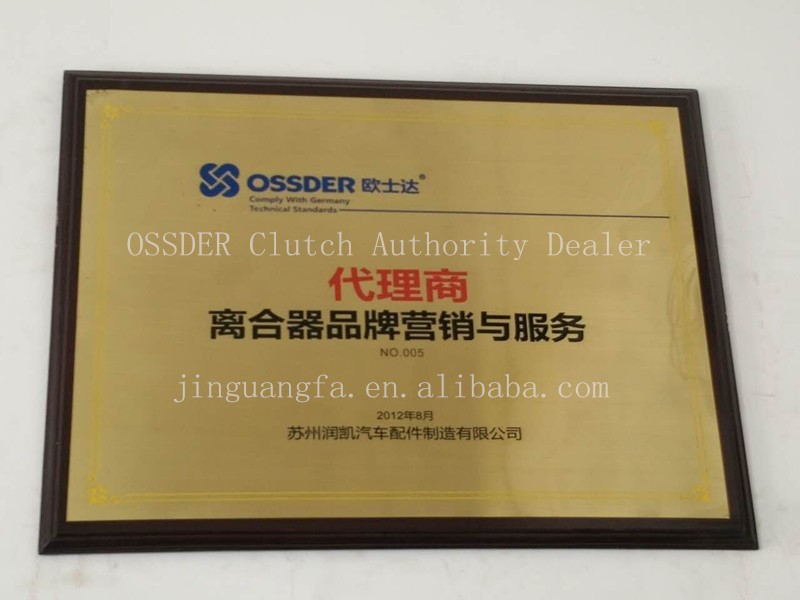 OSSDER 欧士达®
Comply With Germany
Technical Standards
OSSDER Clutch Authority Dealer
代理商
离合器品牌营销与服务
NO.005
jinguangfa.en.alibaba.com
2012年8月
苏州润凯汽车配件制造有限公司